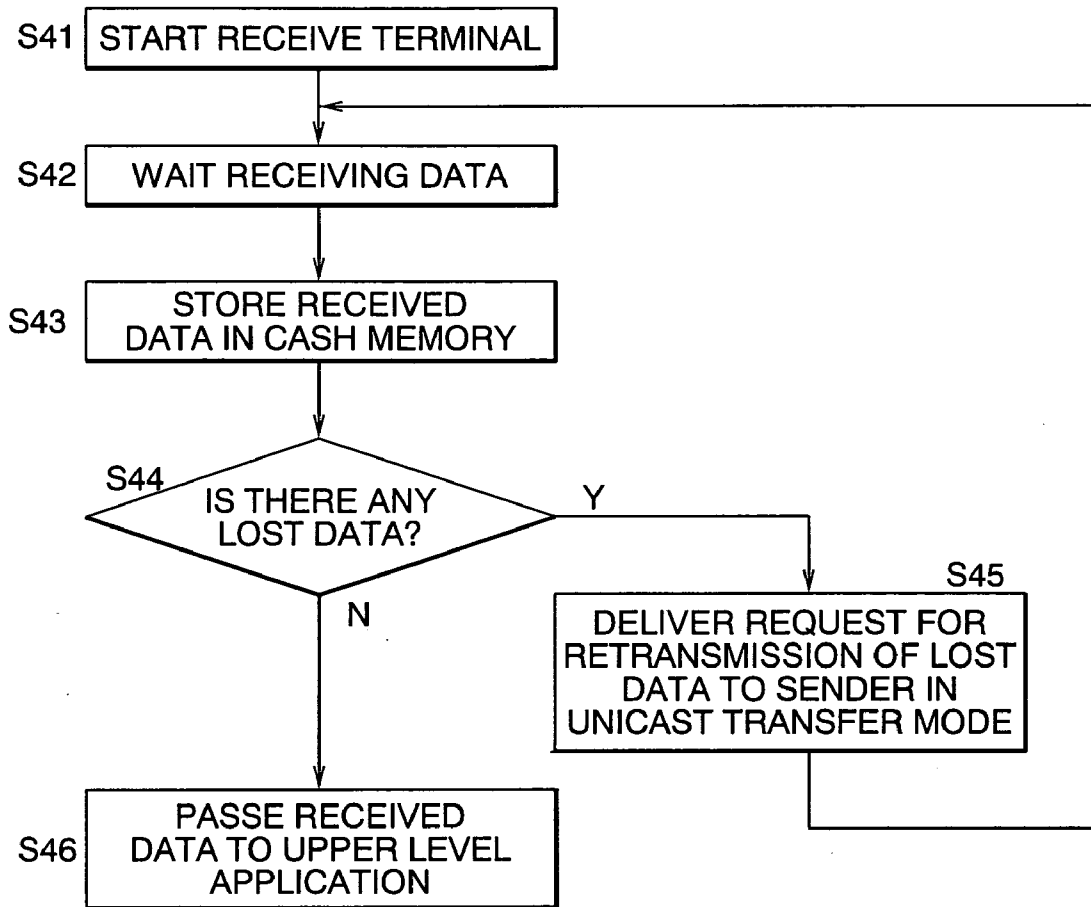 S41
START RECEIVE TERMINAL
S42
WAIT RECEIVING DATA
S43
STORE RECEIVED
DATA IN CASH MEMORY
S44
IS THERE ANY
LOST DATA?
Y
N
S45
DELIVER REQUEST FOR
RETRANSMISSION OF LOST
DATA TO SENDER IN
UNICAST TRANSFER MODE
S46
PASSE RECEIVED
DATA TO UPPER LEVEL
APPLICATION